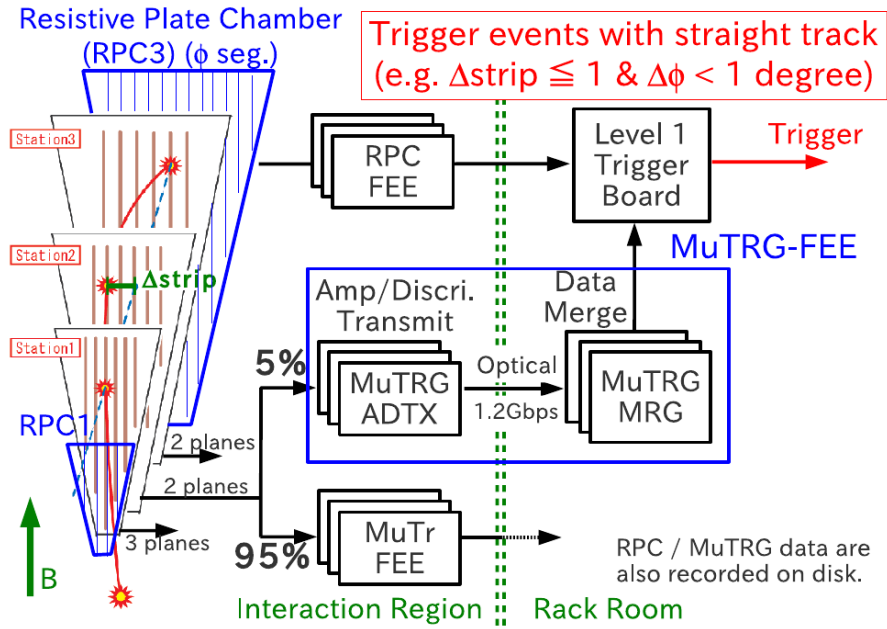 Resistive Plate Chamber
(RPC3) (ϕ seg.)
Trigger events with straight track
(e.g. Δstrip ≦ 1 & Δϕ < 1 degree)
Station3
RPC
FEE
Level 1
Trigger
Board
Trigger
MuTRG-FEE
Station2
Δstrip
Amp/Discri.
Transmit
Data
Merge
Station1
5%
MuTRG
ADTX
Optical
1.2Gbps
MuTRG
MRG
RPC1
2 planes
2 planes
3 planes
95%
MuTr
FEE
RPC / MuTRG data are
also recorded on disk.
B
Interaction Region
Rack Room